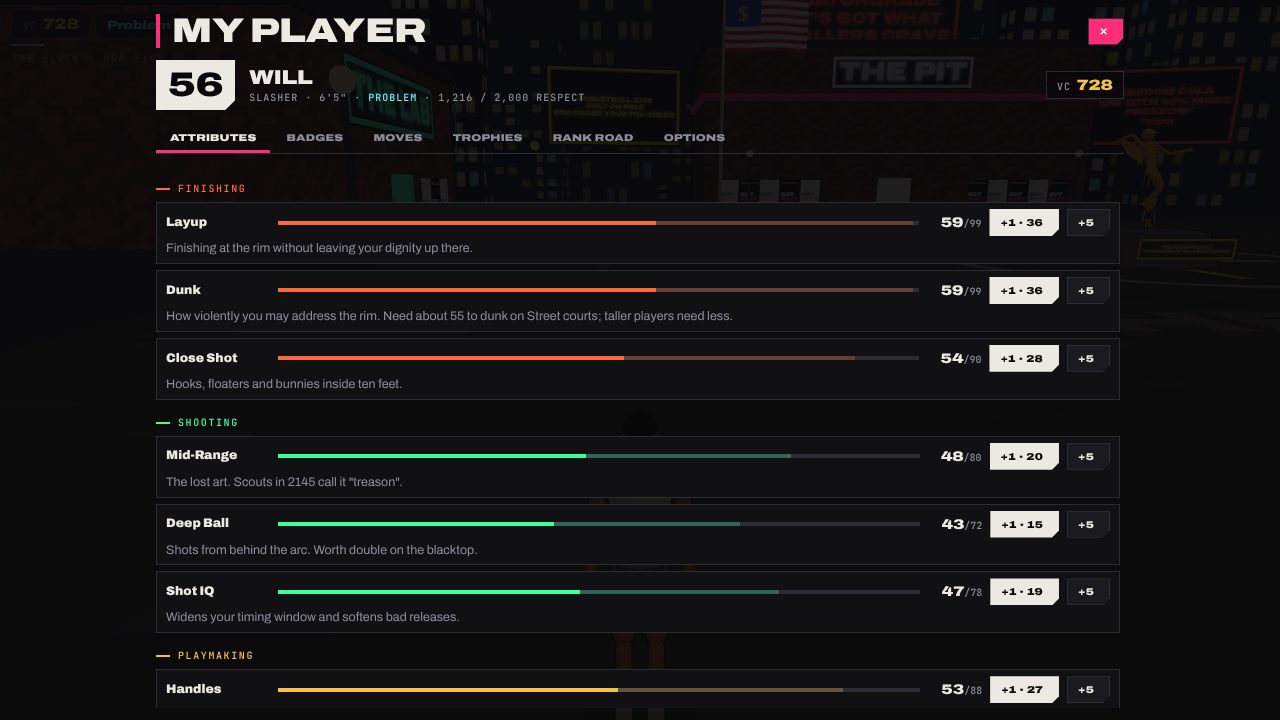 VC 728 Problem
MY PLAYER
×
56
WILL
SLASHER · 6'5" · PROBLEM · 1,216 / 2,000 RESPECT
THE PIT
VC 728
ATTRIBUTES BADGES MOVES TROPHIES RANK ROAD OPTIONS
FINISHING
Layup 59/99 +1 · 36 +5
Finishing at the rim without leaving your dignity up there.
Dunk 59/99 +1 · 36 +5
How violently you may address the rim. Need about 55 to dunk on Street courts; taller players need less.
Close Shot 54/90 +1 · 28 +5
Hooks, floaters and bunnies inside ten feet.
SHOOTING
Mid-Range 48/80 +1 · 20 +5
The lost art. Scouts in 2145 call it "treason".
Deep Ball 43/72 +1 · 15 +5
Shots from behind the arc. Worth double on the blacktop.
Shot IQ 47/78 +1 · 19 +5
Widens your timing window and softens bad releases.
PLAYMAKING
Handles 53/88 +1 · 27 +5